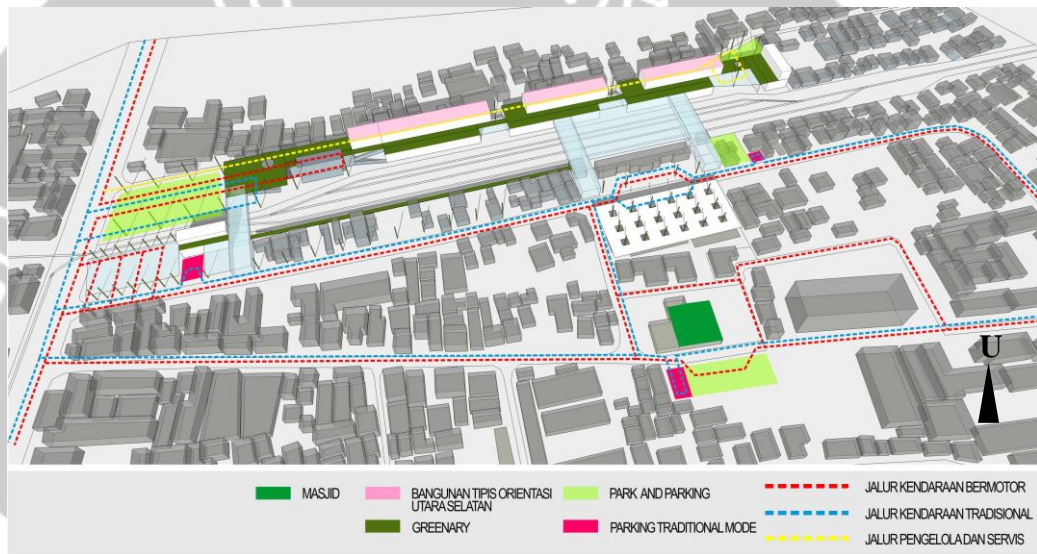 U
MASJID
BANGUNAN TIPIS ORIENTASI
UTARA SELATAN
GREENARY
PARK AND PARKING
PARKING TRADITIONAL MODE
JALUR KENDARAAN BERMOTOR
JALUR KENDARAAN TRADISIONAL
JALUR PENGELOLA DAN SERVIS